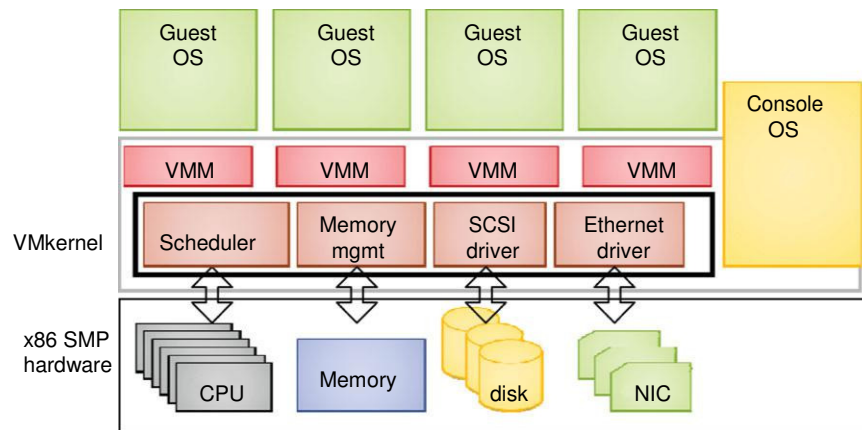 Guest
OS
Guest
OS
Guest
OS
Guest
OS
Console
OS
VMM
VMM
VMM
VMM
VMkernel
Scheduler
Memory
mgmt
SCSI
driver
Ethernet
driver
x86 SMP
hardware
CPU
Memory
disk
NIC